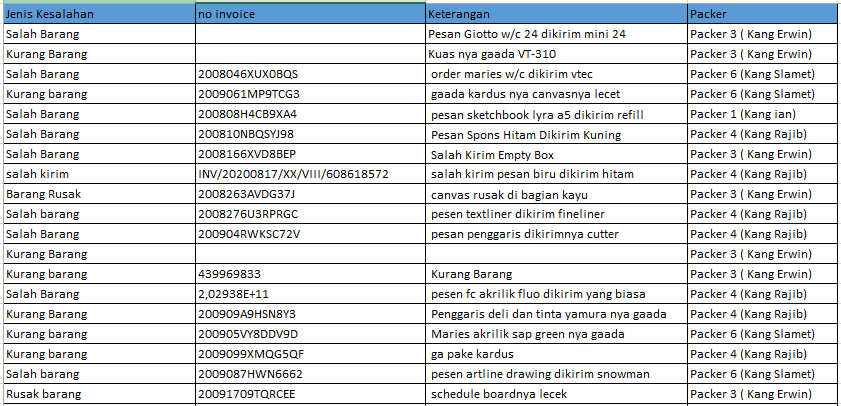 Jenis Kesalahan no invoice Keterangan Packer
Salah Barang Pesan Giotto w/c 24 dikirim mini 24 Packer 3 ( Kang Erwin)
Kurang Barang Kuas nya gaada VT-310 Packer 3 ( Kang Erwin)
Salah Barang 2008046XUX0BQS order maries w/c dikirim vtec Packer 6 (Kang Slamet)
Kurang barang 2009061MP9TCG3 gaada kardus nya canvasnya lecet Packer 6 (Kang Slamet)
Salah Barang 200808H4CB9XA4 pesan sketchbook lyra a5 dikirim refill Packer 1 (Kang ian)
Salah Barang 200810NBQSYJ98 Pesan Spons Hitam Dikirim Kuning Packer 4 (Kang Rajib)
Salah Barang 2008166XVD8BEP Salah Kirim Empty Box Packer 3 ( Kang Erwin)
salah kirim INV/20200817/XX/VIII/608618572 salah kirim pesan biru dikirim hitam Packer 4 (Kang Rajib)
Barang Rusak 2008263AVDG37J canvas rusak di bagian kayu Packer 3 ( Kang Erwin)
Salah barang 2008276U3RPRGC pesen textliner dikirim fineliner Packer 4 (Kang Rajib)
Salah Barang 200904RWKSC72V pesan penggaris dikirimnya cutter Packer 4 (Kang Rajib)
Kurang Barang Packer 3 ( Kang Erwin)
Kurang barang 439969833 Kurang Barang Packer 3 ( Kang Erwin)
Salah Barang 2,02938E+11 pesen fc akrilik fluo dikirim yang biasa Packer 4 (Kang Rajib)
Kurang Barang 200909A9HSN8Y3 Penggaris deli dan tinta yamura nya gaada Packer 4 (Kang Rajib)
Kurang barang 200905VY8DDV9D Maries akrilik sap green nya gaada Packer 6 (Kang Slamet)
Kurang barang 2009099XMQG5QF ga pake kardus Packer 4 (Kang Rajib)
Salah barang 2009087HWN6662 pesen artline drawing dikirim snowman Packer 6 (Kang Slamet)
Rusak barang 20091709TQRCEE schedule boardnya lecek Packer 3 ( Kang Erwin)